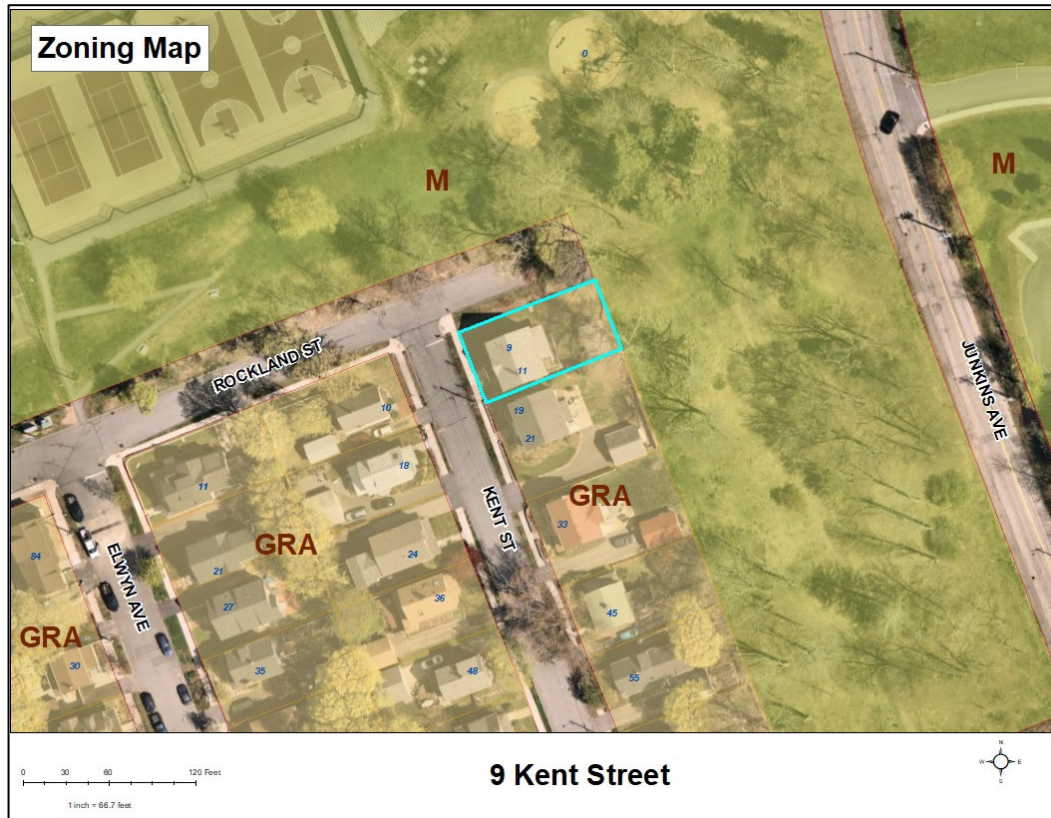 Zoning Map
0
M
M
ROCKLAND ST
9
11
JUNKINS AVE
10
19
21
18
11
KENT ST
GRA
33
84
GRA
24
21
ELWYN AVE
27
36
45
GRA
30
35
48
55
0 30 60 120 Feet
1 inch = 66.7 feet
9 Kent Street
N
W E
S